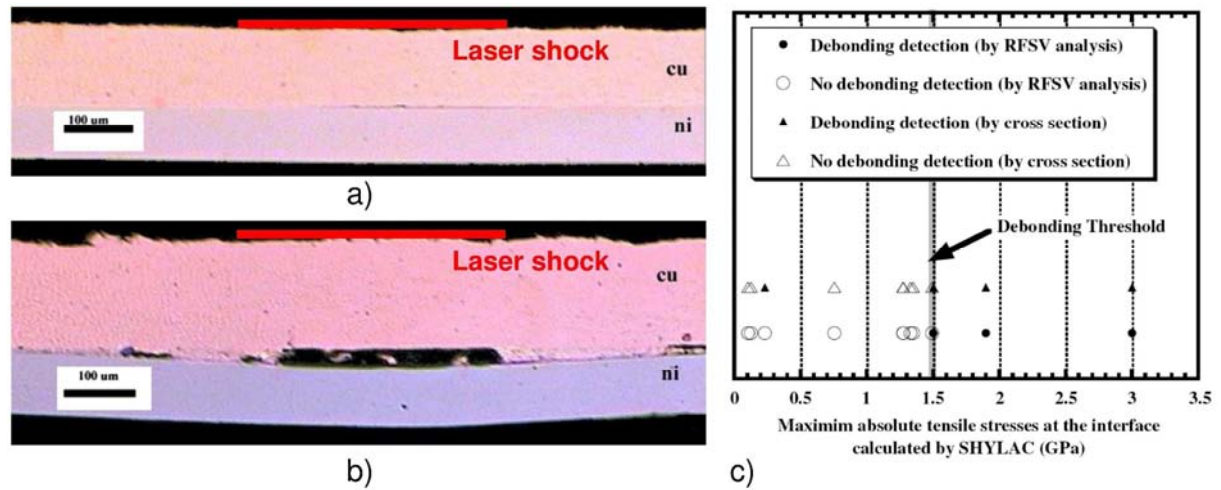 Laser shock
cu
100 um
ni
a)
Laser shock
cu
100 um
ni
b)
Debonding detection (by RFSV analysis)
No debonding detection (by RFSV analysis)
Debonding detection (by cross section)
No debonding detection (by cross section)
Debonding Threshold
0 0.5 1 1.5 2 2.5 3 3.5
Maximim absolute tensile stresses at the interface
calculated by SHYLAC (GPa)
c)